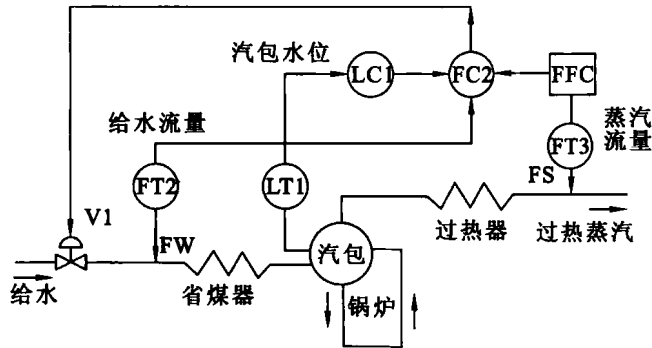 汽包水位
LC1
FC2
FFC
给水流量
蒸汽
流量
FT2
LT1
FT3
FS
V1
FW
过热器
过热蒸汽
汽包
给水
省煤器
锅炉